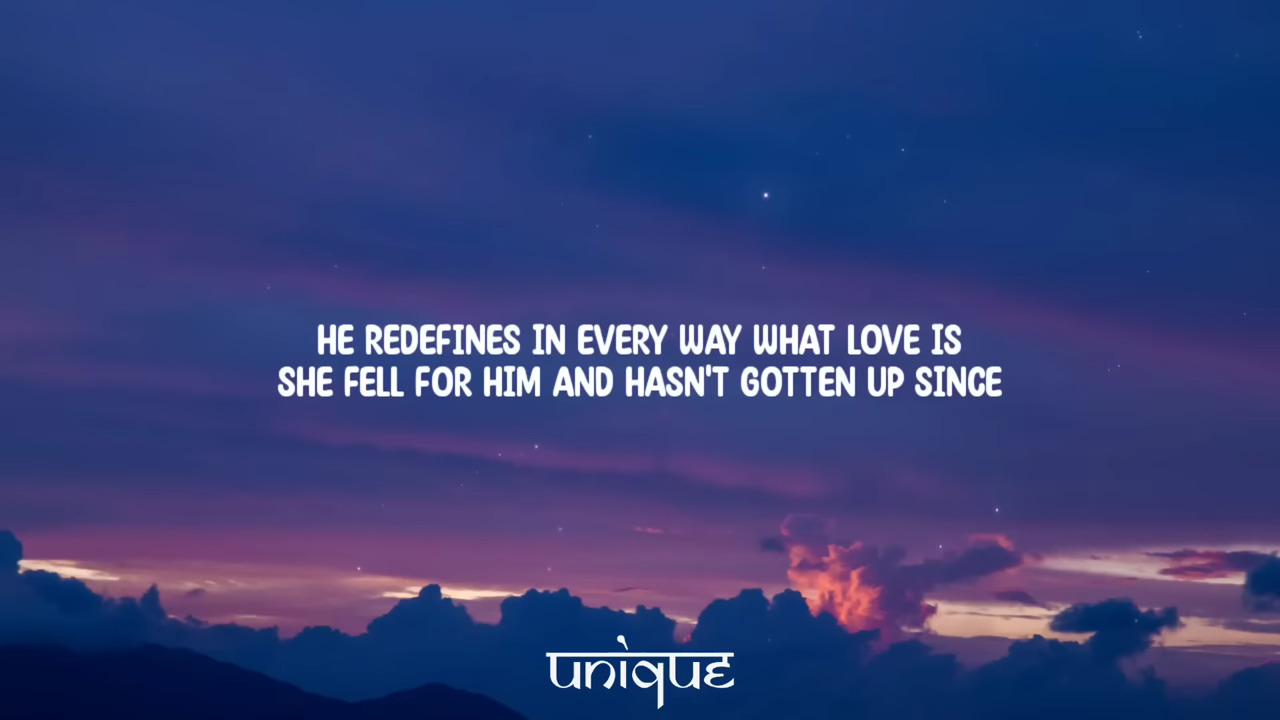 HE REDEFINES IN EVERY WAY WHAT LOVE IS
SHE FELL FOR HIM AND HASN'T GOTTEN UP SINCE
unique